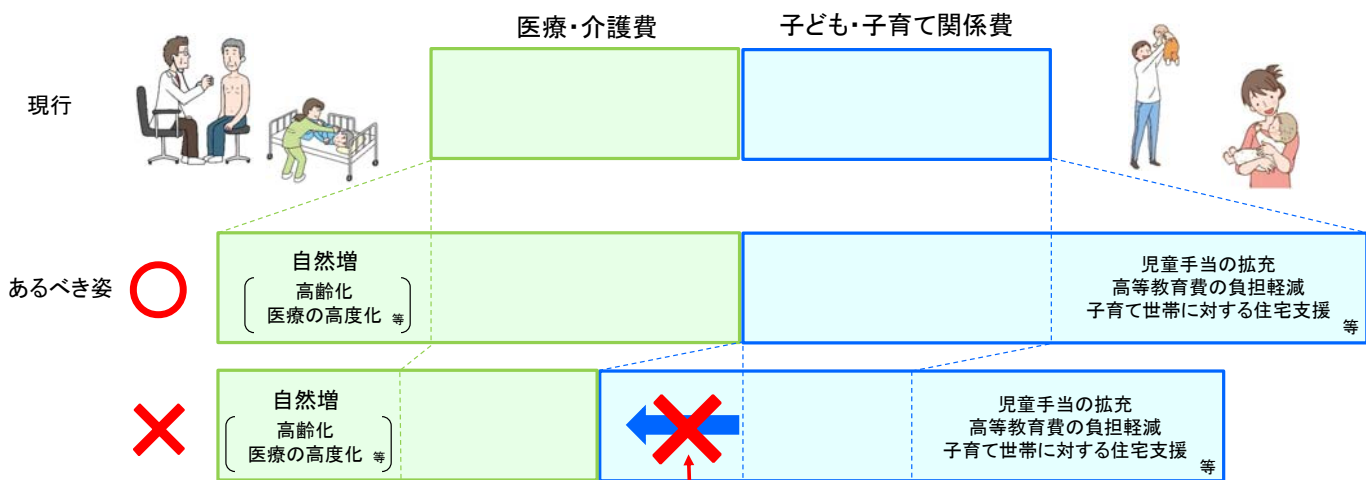 医療・介護費
子ども・子育て関係費
現行
あるべき姿
自然増
高齢化
医療の高度化 等
児童手当の拡充
高等教育費の負担軽減
子育て世帯に対する住宅支援
等
自然増
高齢化
医療の高度化 等
児童手当の拡充
高等教育費の負担軽減
子育て世帯に対する住宅支援
等